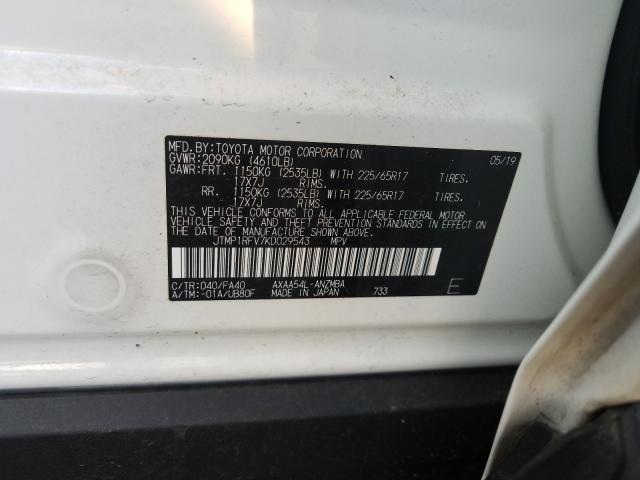 MFD. BY: TOYOTA MOTOR CORPORATION 05/19
GVWR: 2090KG (4610LB)
GAWR: FRT. 1150KG (2535LB) WITH 225/65R17 TIRES.
17X7J RIMS.
RR. 1150KG (2535LB) WITH 225/65R17 TIRES.
17X7J RIMS.
THIS VEHICLE CONFORMS TO ALL APPLICABLE FEDERAL MOTOR
VEHICLE SAFETY AND THEFT PREVENTION STANDARDS IN EFFECT ON
THE DATE OF MANUFACTURE SHOWN ABOVE.
JTMP1RFV7KD029543 MPV
C/TR: 040/FA40 AXAA54L-ANZMBA
A/TM: -01A/UB80F MADE IN JAPAN 733 E